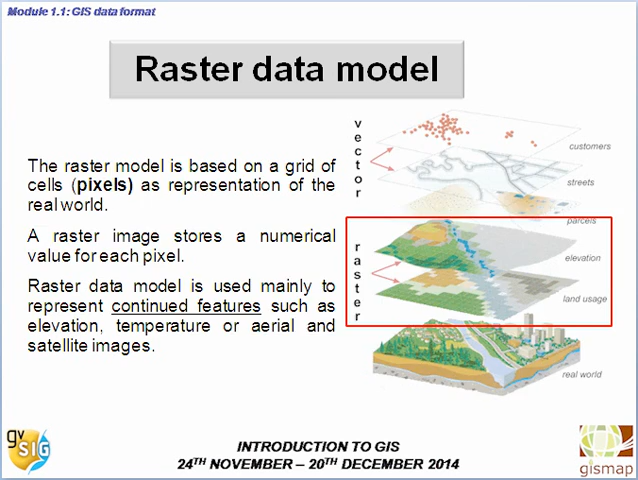 Module 1.1: GIS data format
Raster data model
The raster model is based on a grid of
cells (pixels) as representation of the
real world.
A raster image stores a numerical
value for each pixel.
Raster data model is used mainly to
represent continued features such as
elevation, temperature or aerial and
satellite images.
vector
customers
streets
parcels
raster
elevation
land usage
real world
gvSIG
INTRODUCTION TO GIS
24TH NOVEMBER – 20TH DECEMBER 2014
gismap